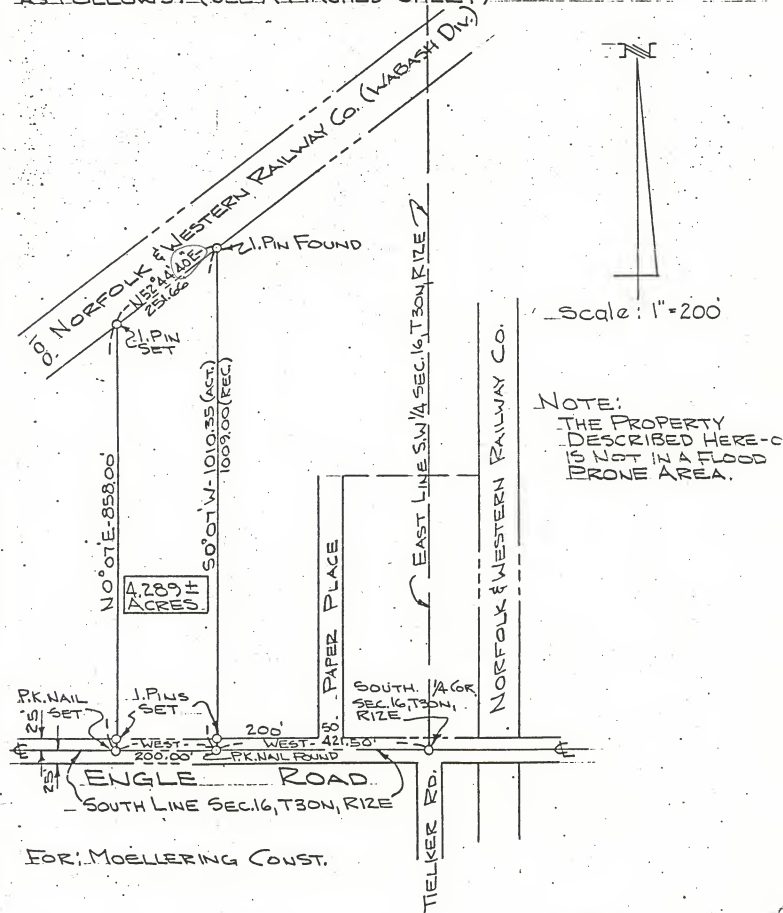 AS FOLLOWS: (SEE ATTACHED SHEET)
NORFOLK & WESTERN RAILWAY CO. (WABASH DIV.)
N
I. PIN FOUND
N52°44'40"E-
251.66
I. PIN
SET
100'
Scale: 1"=200'
NOTE:
THE PROPERTY
DESCRIBED HERE-O
IS NOT IN A FLOOD
PRONE AREA.
EAST LINE S.W 1/4 SEC.16, T30N, R12E
NORFOLK & WESTERN RAILWAY CO.
N0°07'E-858.00'
S0°07'W-1010.35 (ACT.)
1009.00 (REC.)
4.289±
ACRES.
PAPER PLACE
50'
SOUTH. 1/4 COR.
SEC.16, T30N,
R12E
P.K. NAIL
SET
I. PINS
SET
200'
25'
25'
WEST
200.00'
WEST-421.50'
P.K. NAIL FOUND
ENGLE ROAD
SOUTH LINE SEC.16, T30N, R12E
TIELKER RD.
FOR: MOELLERING CONST.